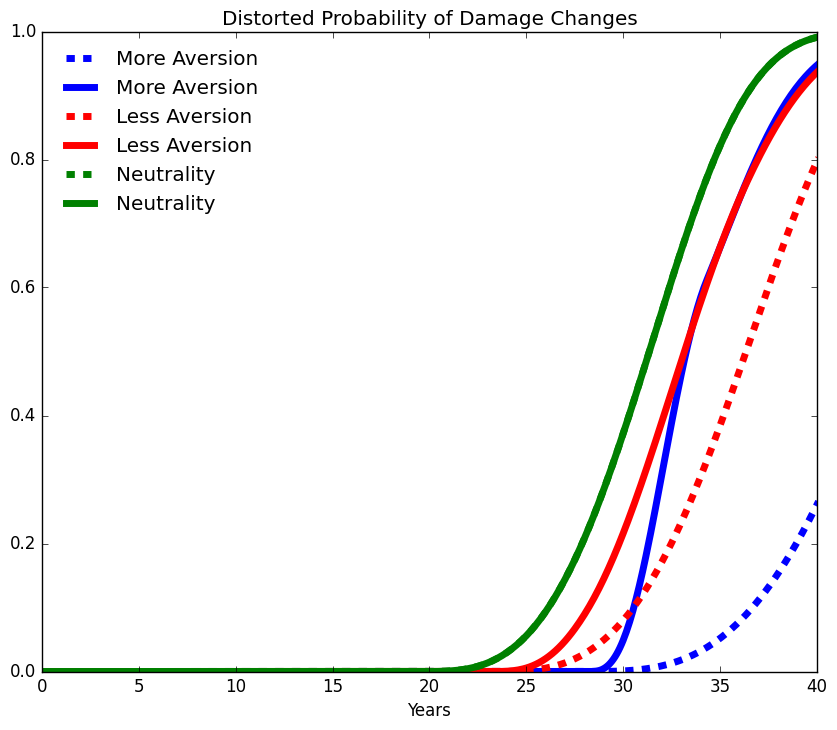 Distorted Probability of Damage Changes
1.0
0.8
0.6
0.4
0.2
0.0
More Aversion
More Aversion
Less Aversion
Less Aversion
Neutrality
Neutrality
0 5 10 15 20 25 30 35 40
Years